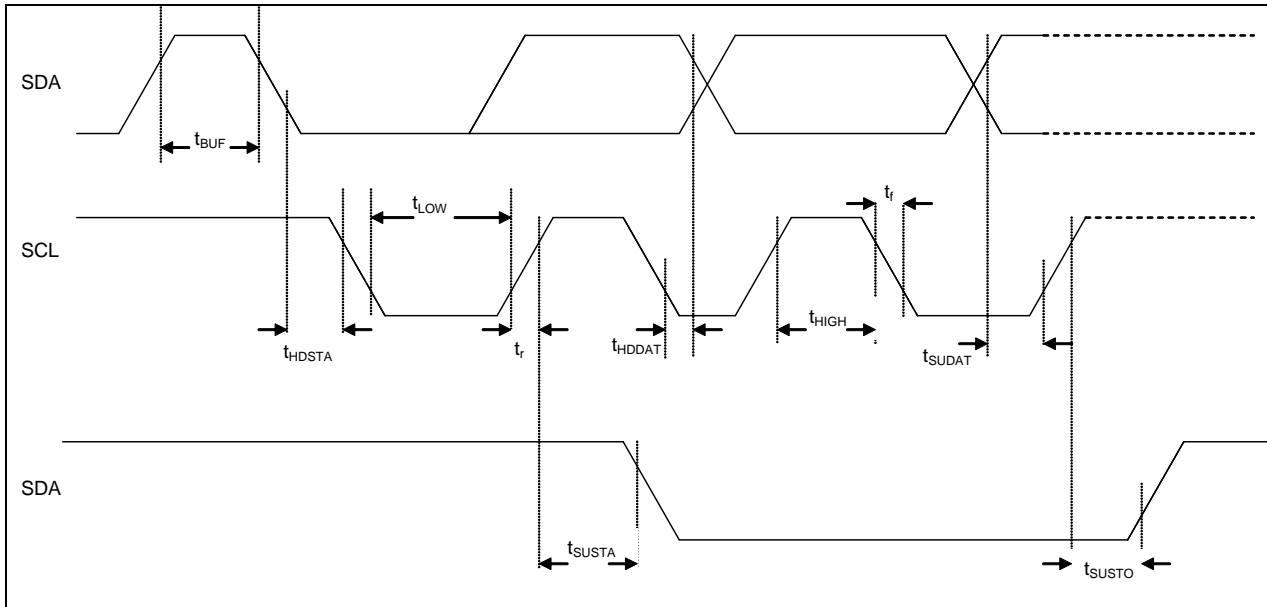 SDA
tBUF
tLOW
tf
SCL
tHDSTA
tr
tHDDAT
tHIGH
tSUDAT
SDA
tSUSTA
tSUSTO